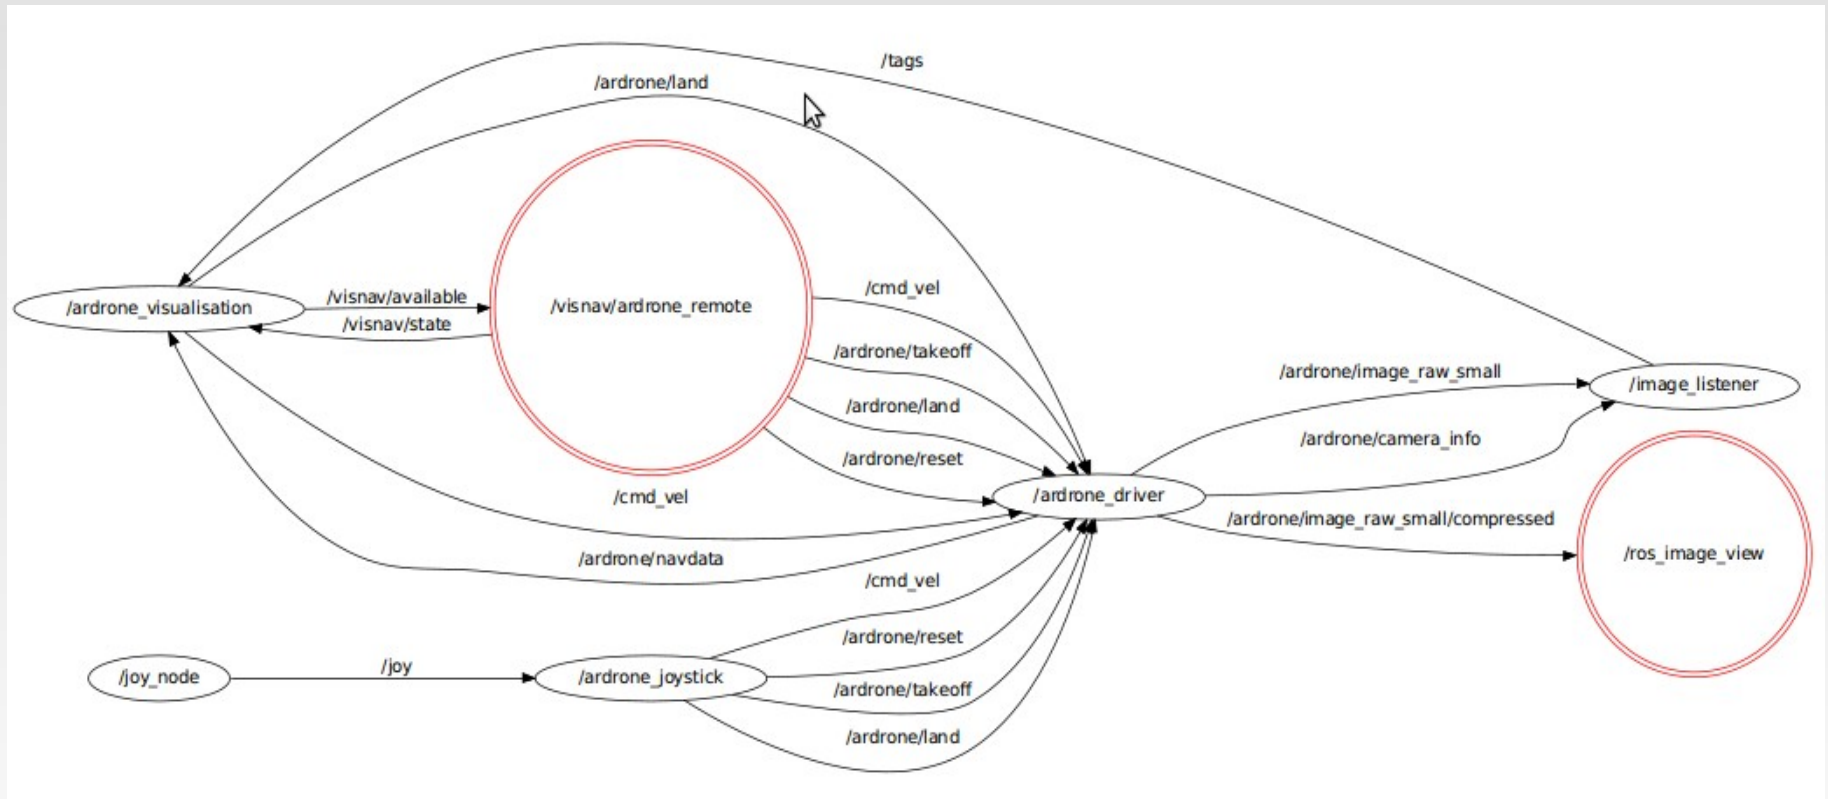 /tags
/ardrone/land
/cmd_vel
/visnav/available
/ardrone_visualisation
/visnav/ardrone_remote
/visnav/state
/ardrone/takeoff
/ardrone/image_raw_small
/image_listener
/ardrone/land
/ardrone/camera_info
/ardrone/reset
/cmd_vel
/ardrone_driver
/ardrone/image_raw_small/compressed
/ros_image_view
/ardrone/navdata
/cmd_vel
/ardrone/reset
/joy
/joy_node
/ardrone_joystick
/ardrone/takeoff
/ardrone/land